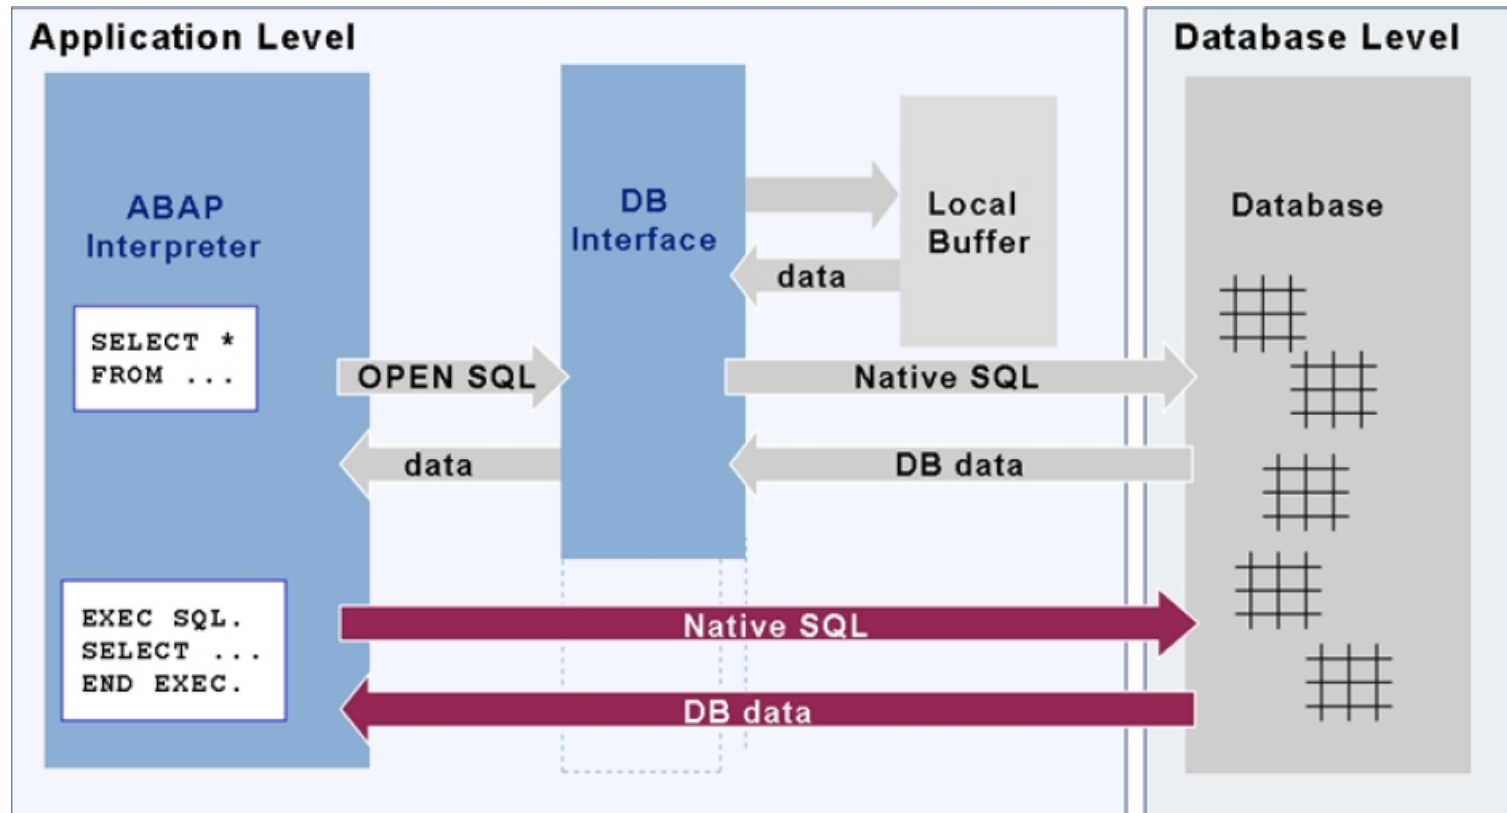 Application Level
Database Level
ABAP
Interpreter
DB
Interface
Local
Buffer
Database
data
SELECT *
FROM ...
OPEN SQL
Native SQL
data
DB data
EXEC SQL.
SELECT ...
END EXEC.
Native SQL
DB data